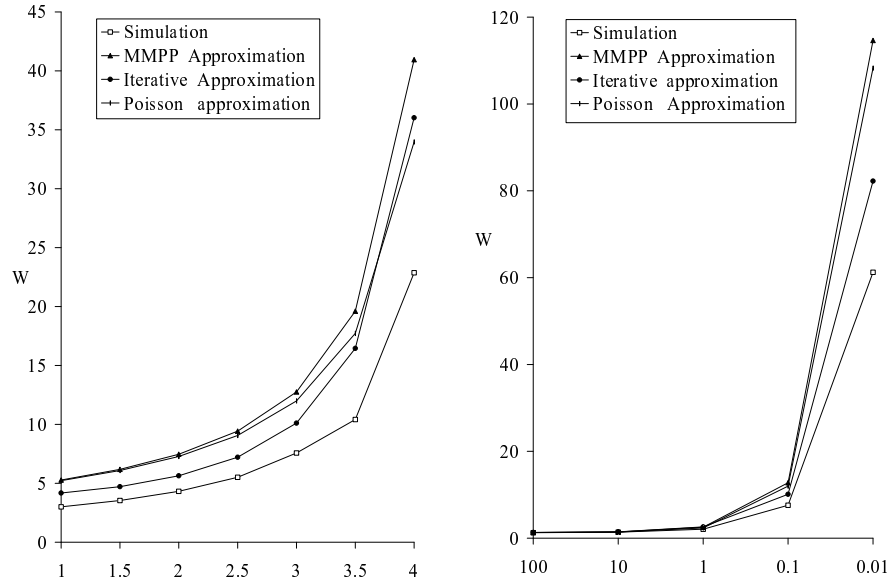 45
40
35
30
25
20
15
10
5
0
W
Simulation
MMPP Approximation
Iterative Approximation
Poisson approximation
1 1.5 2 2.5 3 3.5 4
120
100
80
60
40
20
0
W
Simulation
MMPP Approximation
Iterative approximation
Poisson Approximation
100 10 1 0.1 0.01